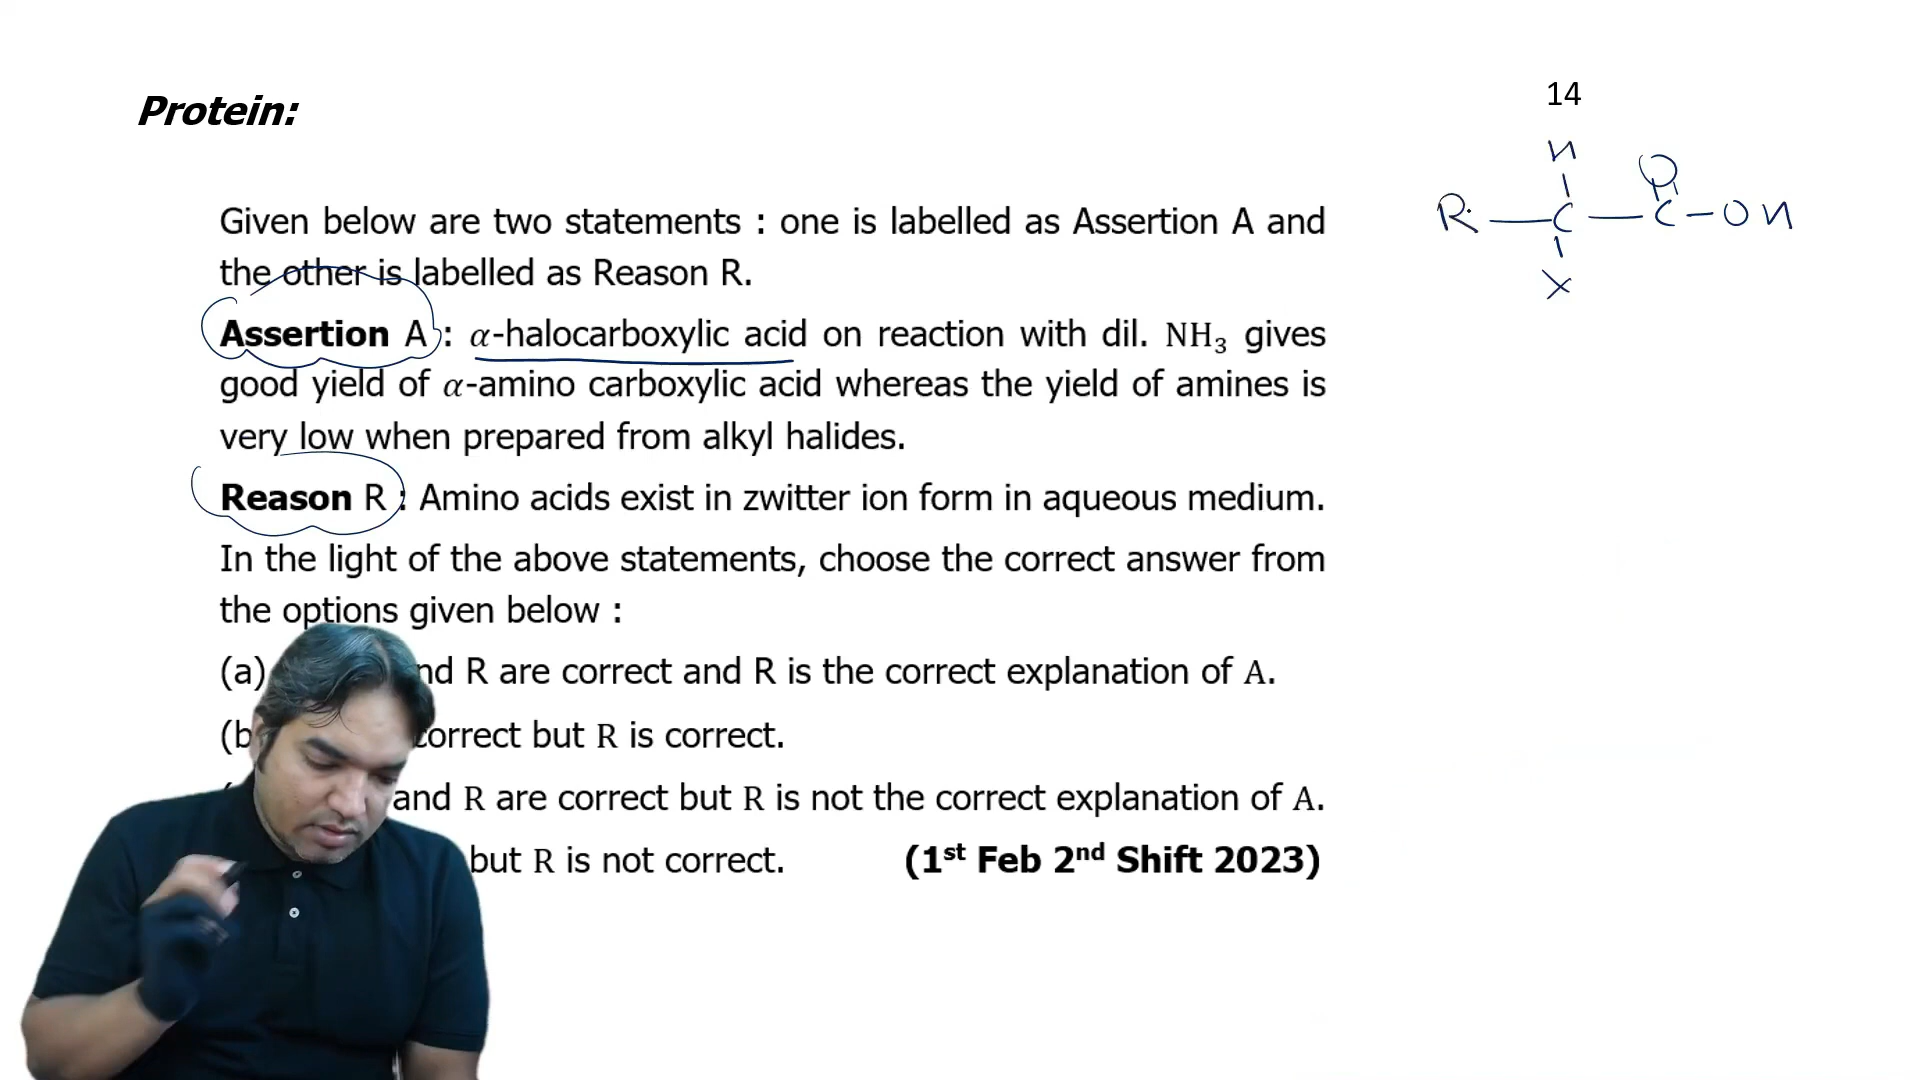 Protein:
14
Given below are two statements : one is labelled as Assertion A and
the other is labelled as Reason R.
Assertion A : α-halocarboxylic acid on reaction with dil. NH₃ gives
good yield of α-amino carboxylic acid whereas the yield of amines is
very low when prepared from alkyl halides.
Reason R : Amino acids exist in zwitter ion form in aqueous medium.
In the light of the above statements, choose the correct answer from
the options given below :
(a) nd R are correct and R is the correct explanation of A.
(b correct but R is correct.
and R are correct but R is not the correct explanation of A.
but R is not correct. (1st Feb 2nd Shift 2023)
H O
R — C — C – O H
X